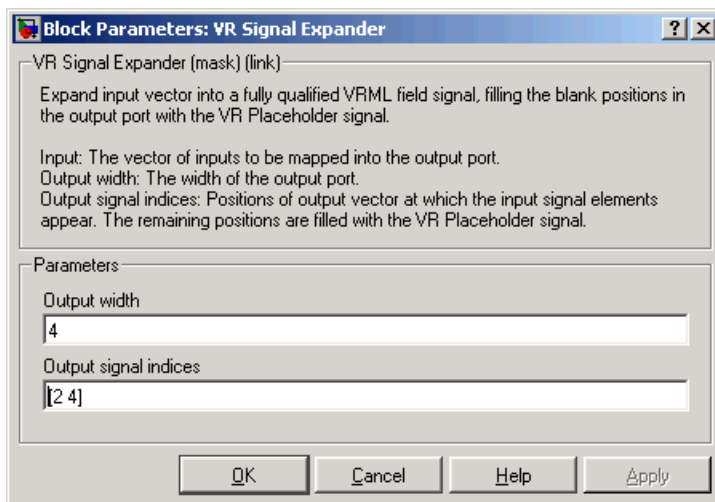 Block Parameters: VR Signal Expander
VR Signal Expander (mask) (link)
Expand input vector into a fully qualified VRML field signal, filling the blank positions in
the output port with the VR Placeholder signal.
Input: The vector of inputs to be mapped into the output port.
Output width: The width of the output port.
Output signal indices: Positions of output vector at which the input signal elements
appear. The remaining positions are filled with the VR Placeholder signal.
Parameters
Output width
4
Output signal indices
[2 4]
OK Cancel Help Apply